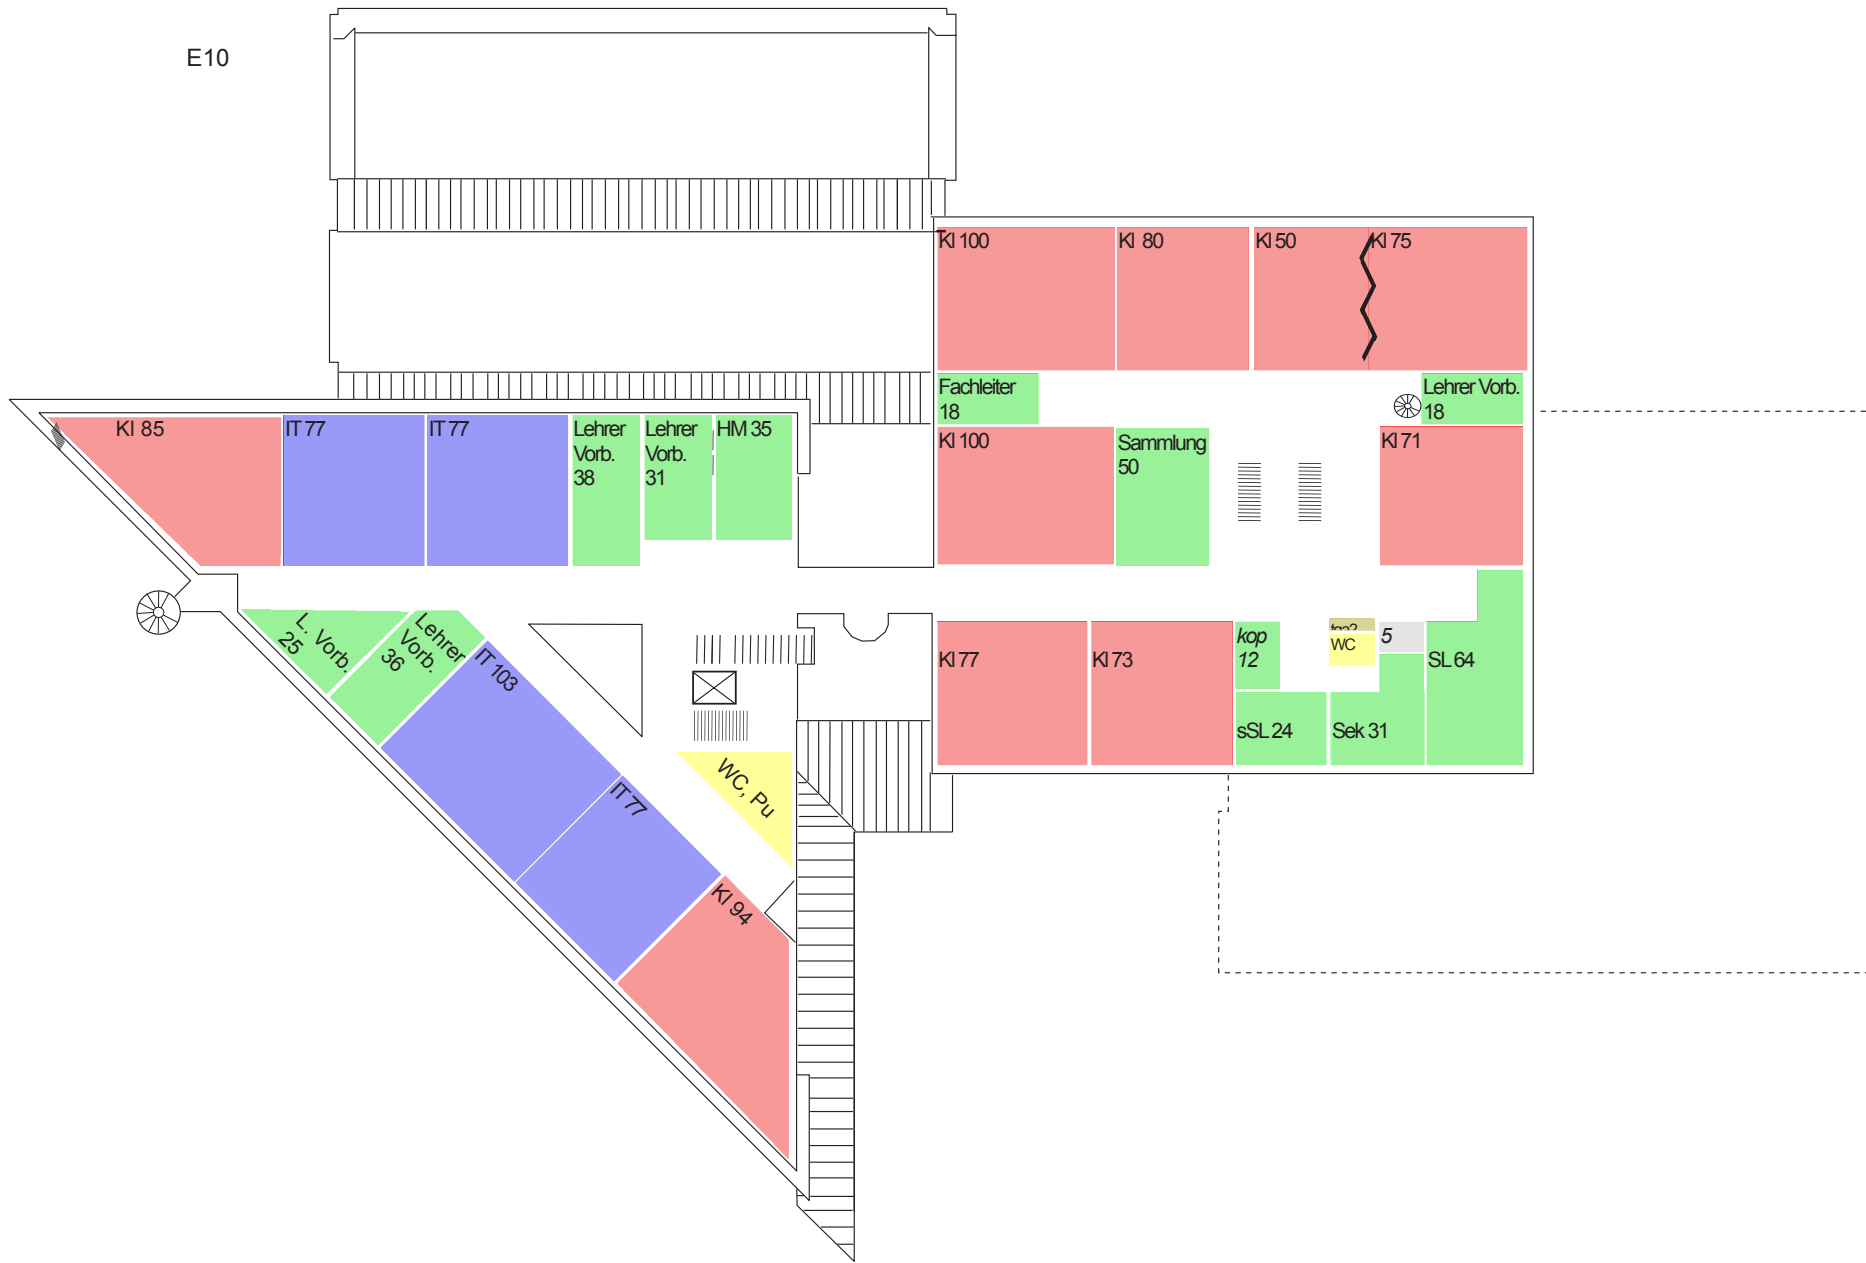 E10
KI 100
KI 80
KI 50
KI 75
Fachleiter
18
Lehrer Vorb.
18
KI 85
IT 77
IT 77
Lehrer
Vorb.
38
Lehrer
Vorb.
31
HM 35
KI 100
Sammlung
50
KI 71
L. Vorb.
25
Lehrer
Vorb.
36
IT 103
IT 77
KI 94
WC, Pu
KI 77
KI 73
kop
12
WC
5
SL 64
sSL 24
Sek 31